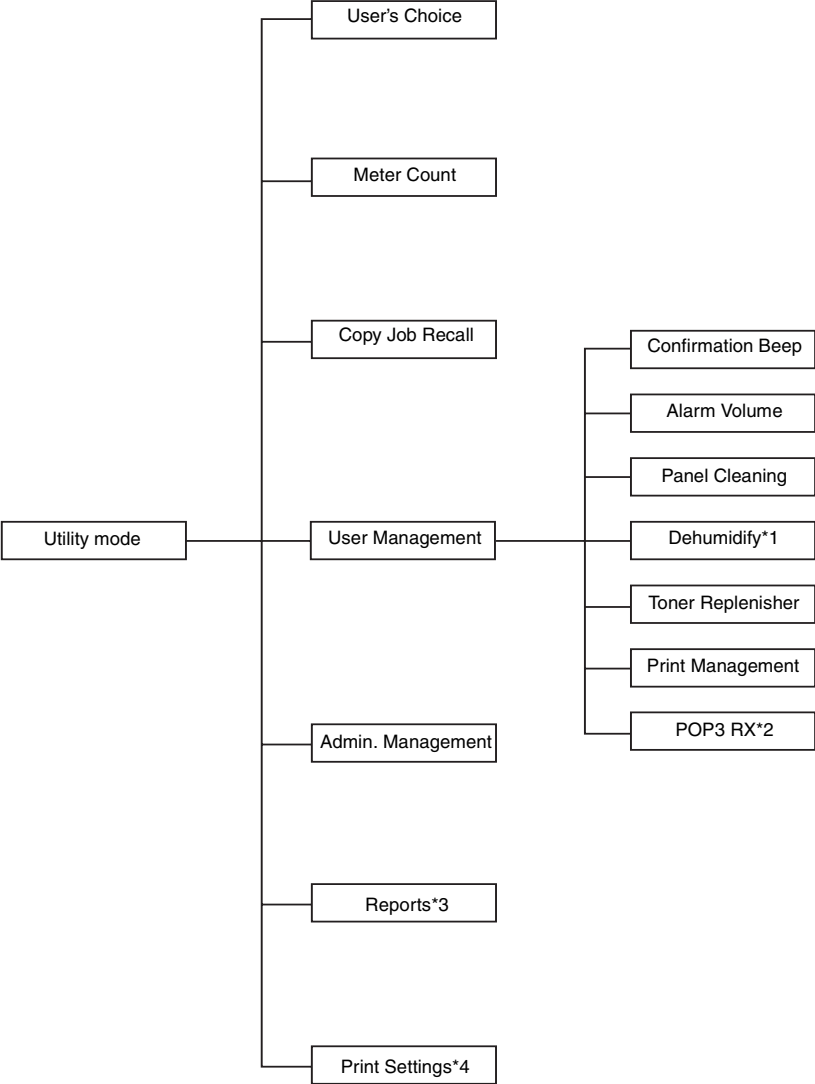 User's Choice
Meter Count
Copy Job Recall
Utility mode
User Management
Admin. Management
Reports*3
Print Settings*4
Confirmation Beep
Alarm Volume
Panel Cleaning
Dehumidify*1
Toner Replenisher
Print Management
POP3 RX*2